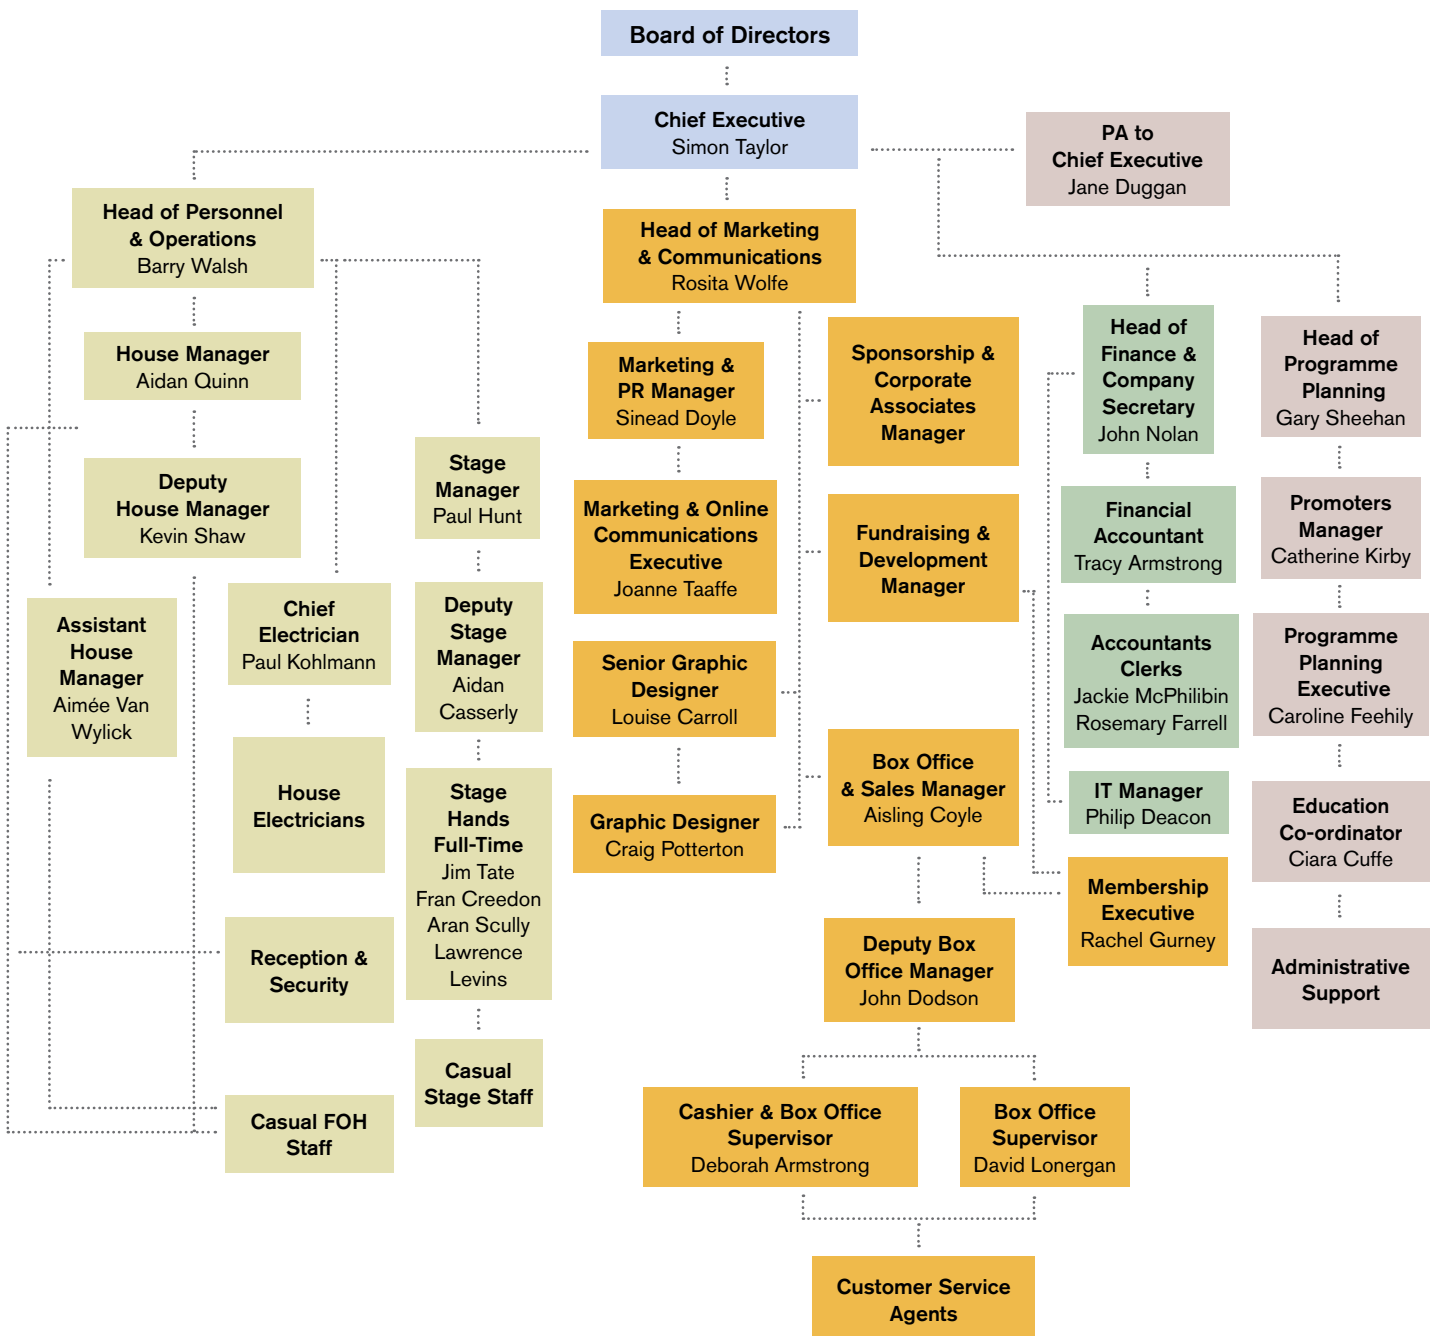 Board of Directors
Chief Executive
Simon Taylor
PA to
Chief Executive
Jane Duggan
Head of Personnel
& Operations
Barry Walsh
Head of Marketing
& Communications
Rosita Wolfe
House Manager
Aidan Quinn
Deputy
House Manager
Kevin Shaw
Assistant
House
Manager
Aimée Van
Wylick
Chief
Electrician
Paul Kohlmann
House
Electricians
Reception &
Security
Casual FOH
Staff
Stage
Manager
Paul Hunt
Deputy
Stage
Manager
Aidan
Casserly
Stage
Hands
Full-Time
Jim Tate
Fran Creedon
Aran Scully
Lawrence
Levins
Casual
Stage Staff
Marketing &
PR Manager
Sinead Doyle
Marketing & Online
Communications
Executive
Joanne Taaffe
Senior Graphic
Designer
Louise Carroll
Graphic Designer
Craig Potterton
Sponsorship &
Corporate
Associates
Manager
Fundraising &
Development
Manager
Box Office
& Sales Manager
Aisling Coyle
Deputy Box
Office Manager
John Dodson
Cashier & Box Office
Supervisor
Deborah Armstrong
Box Office
Supervisor
David Lonergan
Customer Service
Agents
Head of
Finance &
Company
Secretary
John Nolan
Financial
Accountant
Tracy Armstrong
Accountants
Clerks
Jackie McPhilibin
Rosemary Farrell
IT Manager
Philip Deacon
Membership
Executive
Rachel Gurney
Head of
Programme
Planning
Gary Sheehan
Promoters
Manager
Catherine Kirby
Programme
Planning
Executive
Caroline Feehily
Education
Co-ordinator
Ciara Cuffe
Administrative
Support